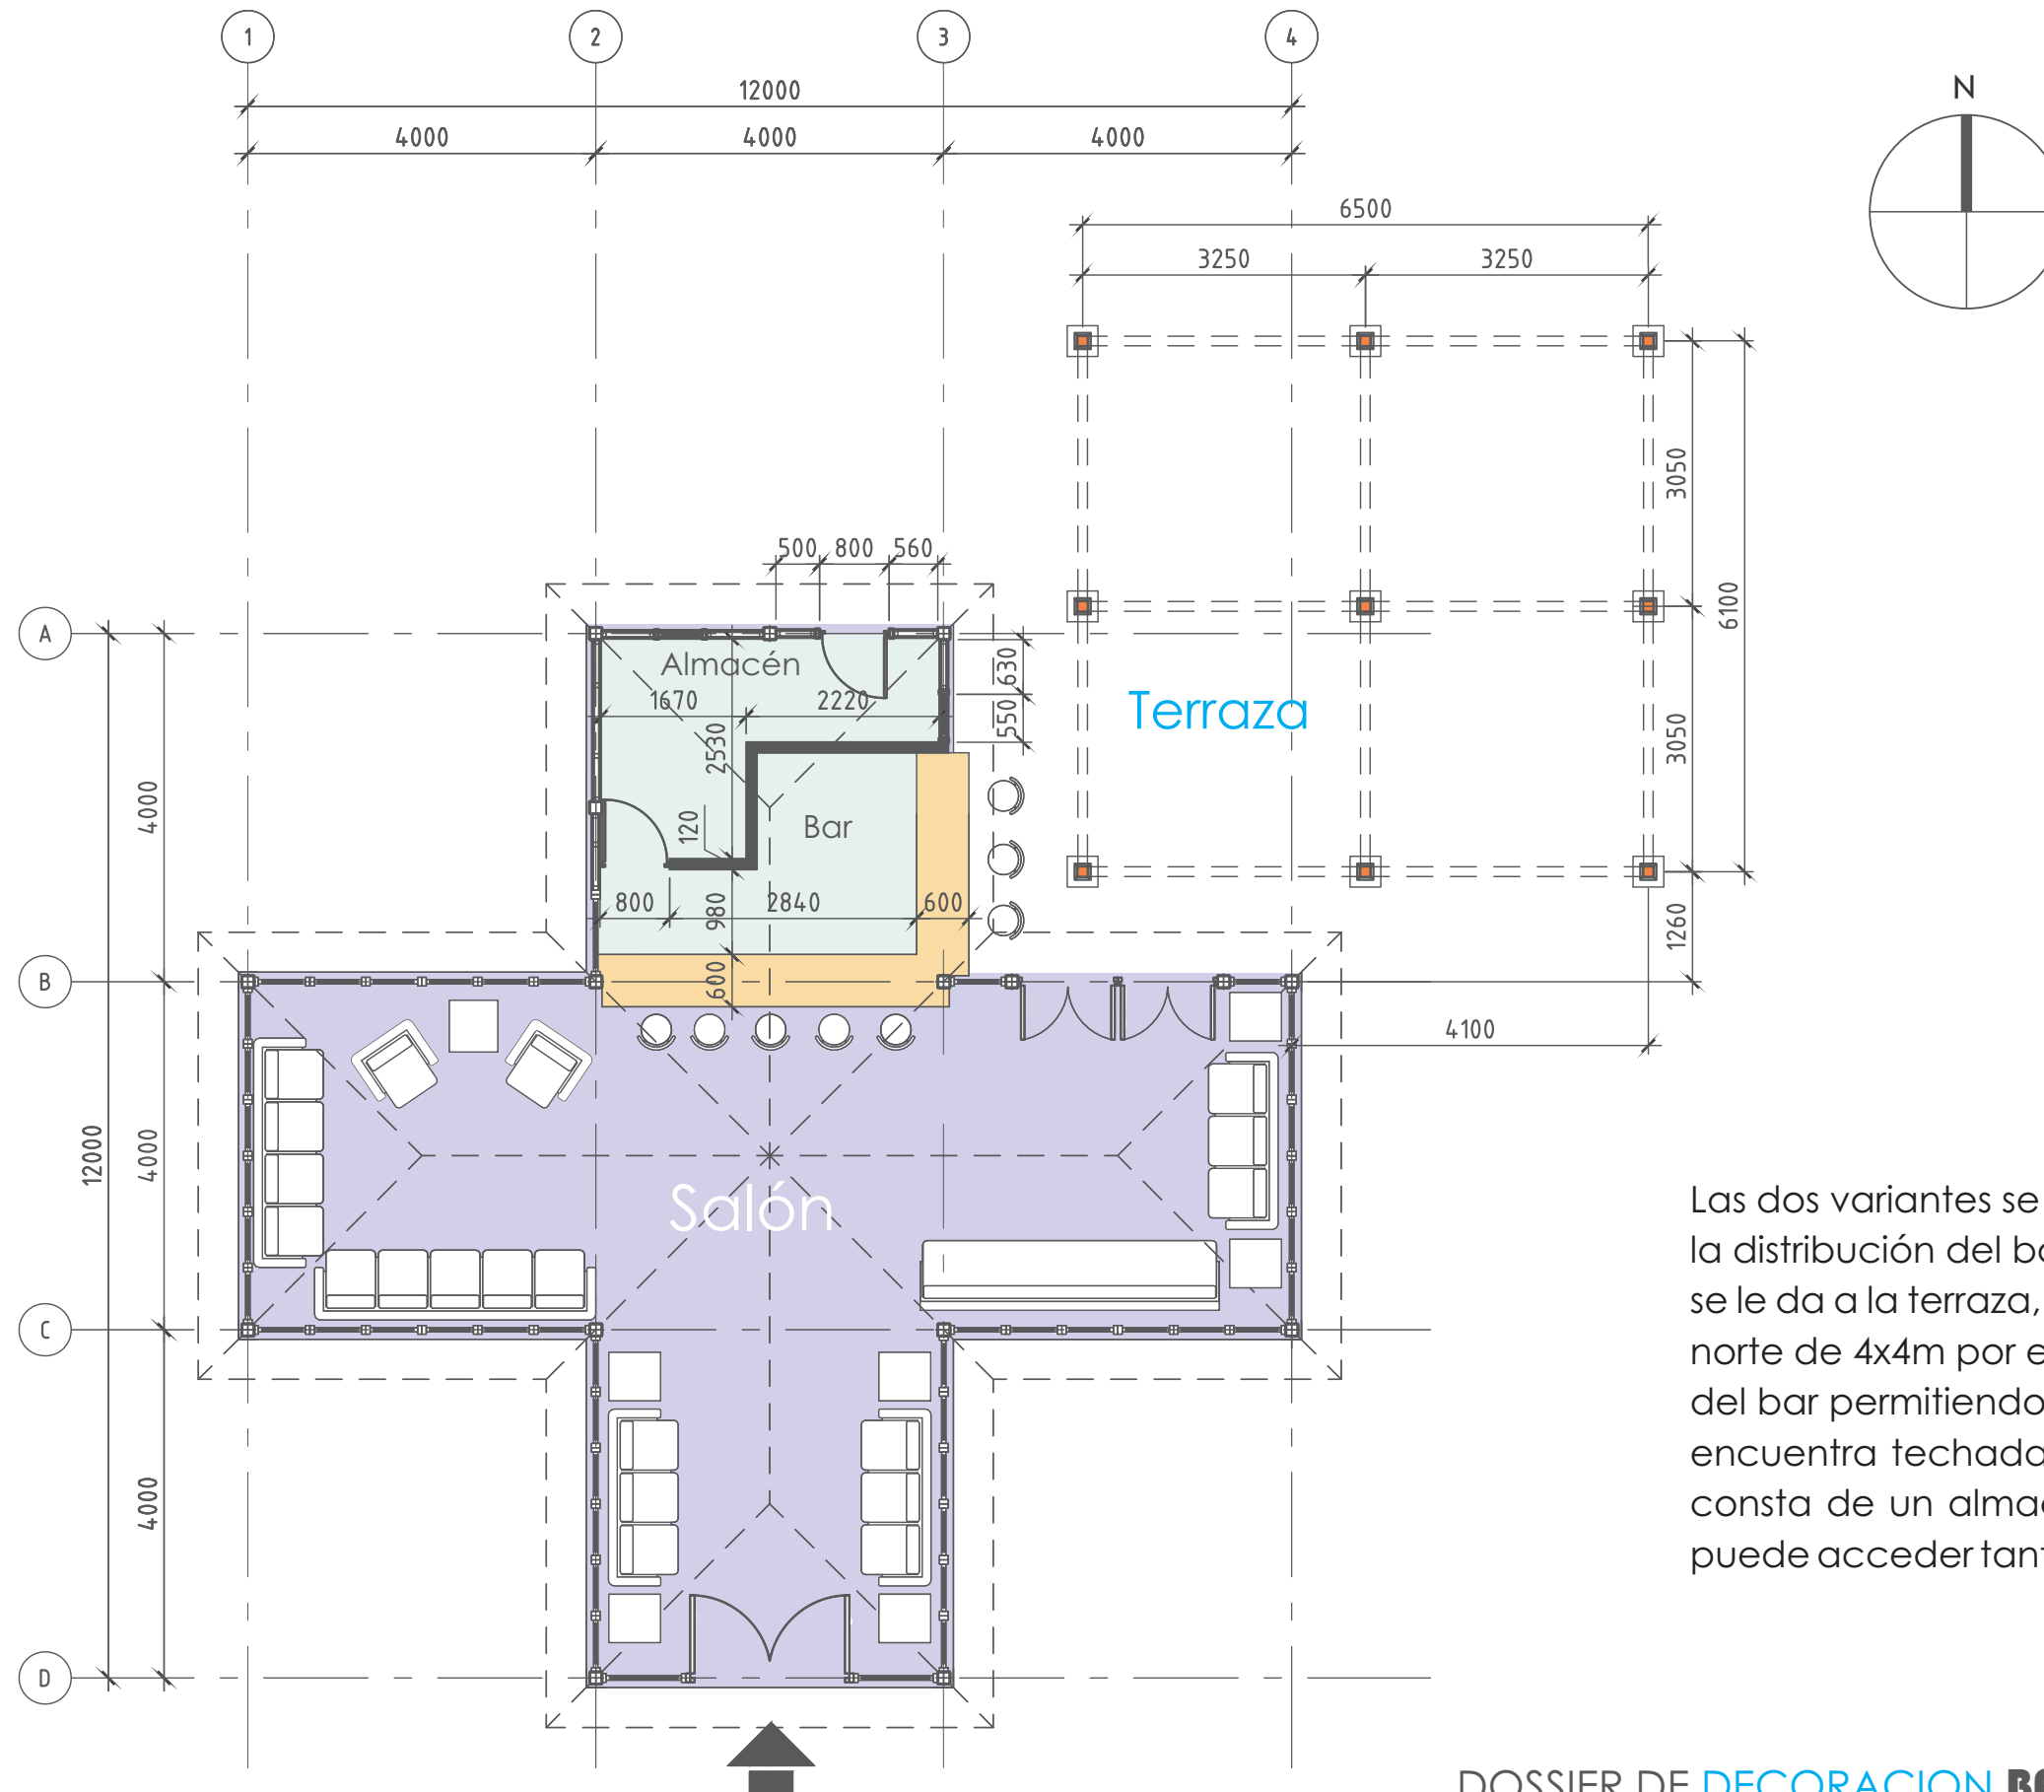 1 2 3 4
12000
4000 4000 4000
N
6500
3250 3250
3050
6100
500 800 560
A
Almacén
630
1670 2220
550
Terraza
2530
3050
4000
120
Bar
800 980 2840 600
1260
B
600
4100
12000
4000
Salón
Las dos variantes se
la distribución del
se le da a la terraza,
norte de 4x4m por
del bar permitiendo
encuentra techada
consta de un
puede acceder
C
4000
D
DOSSIER DE DECORACION